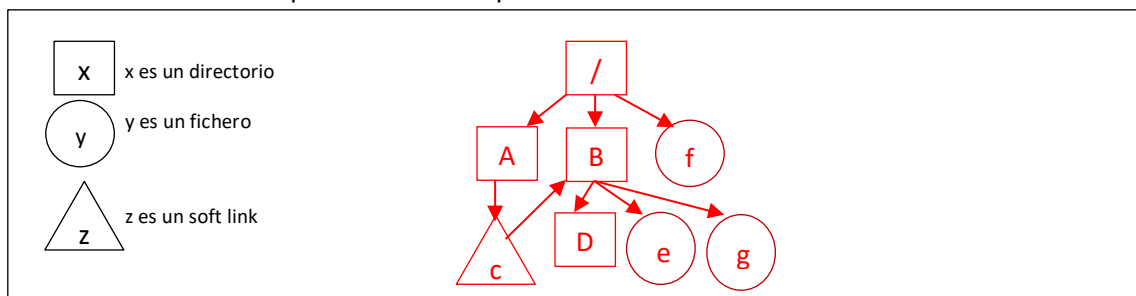 /
x
x es un directorio
y
y es un fichero
A
B
f
z
z es un soft link
c
D
e
g